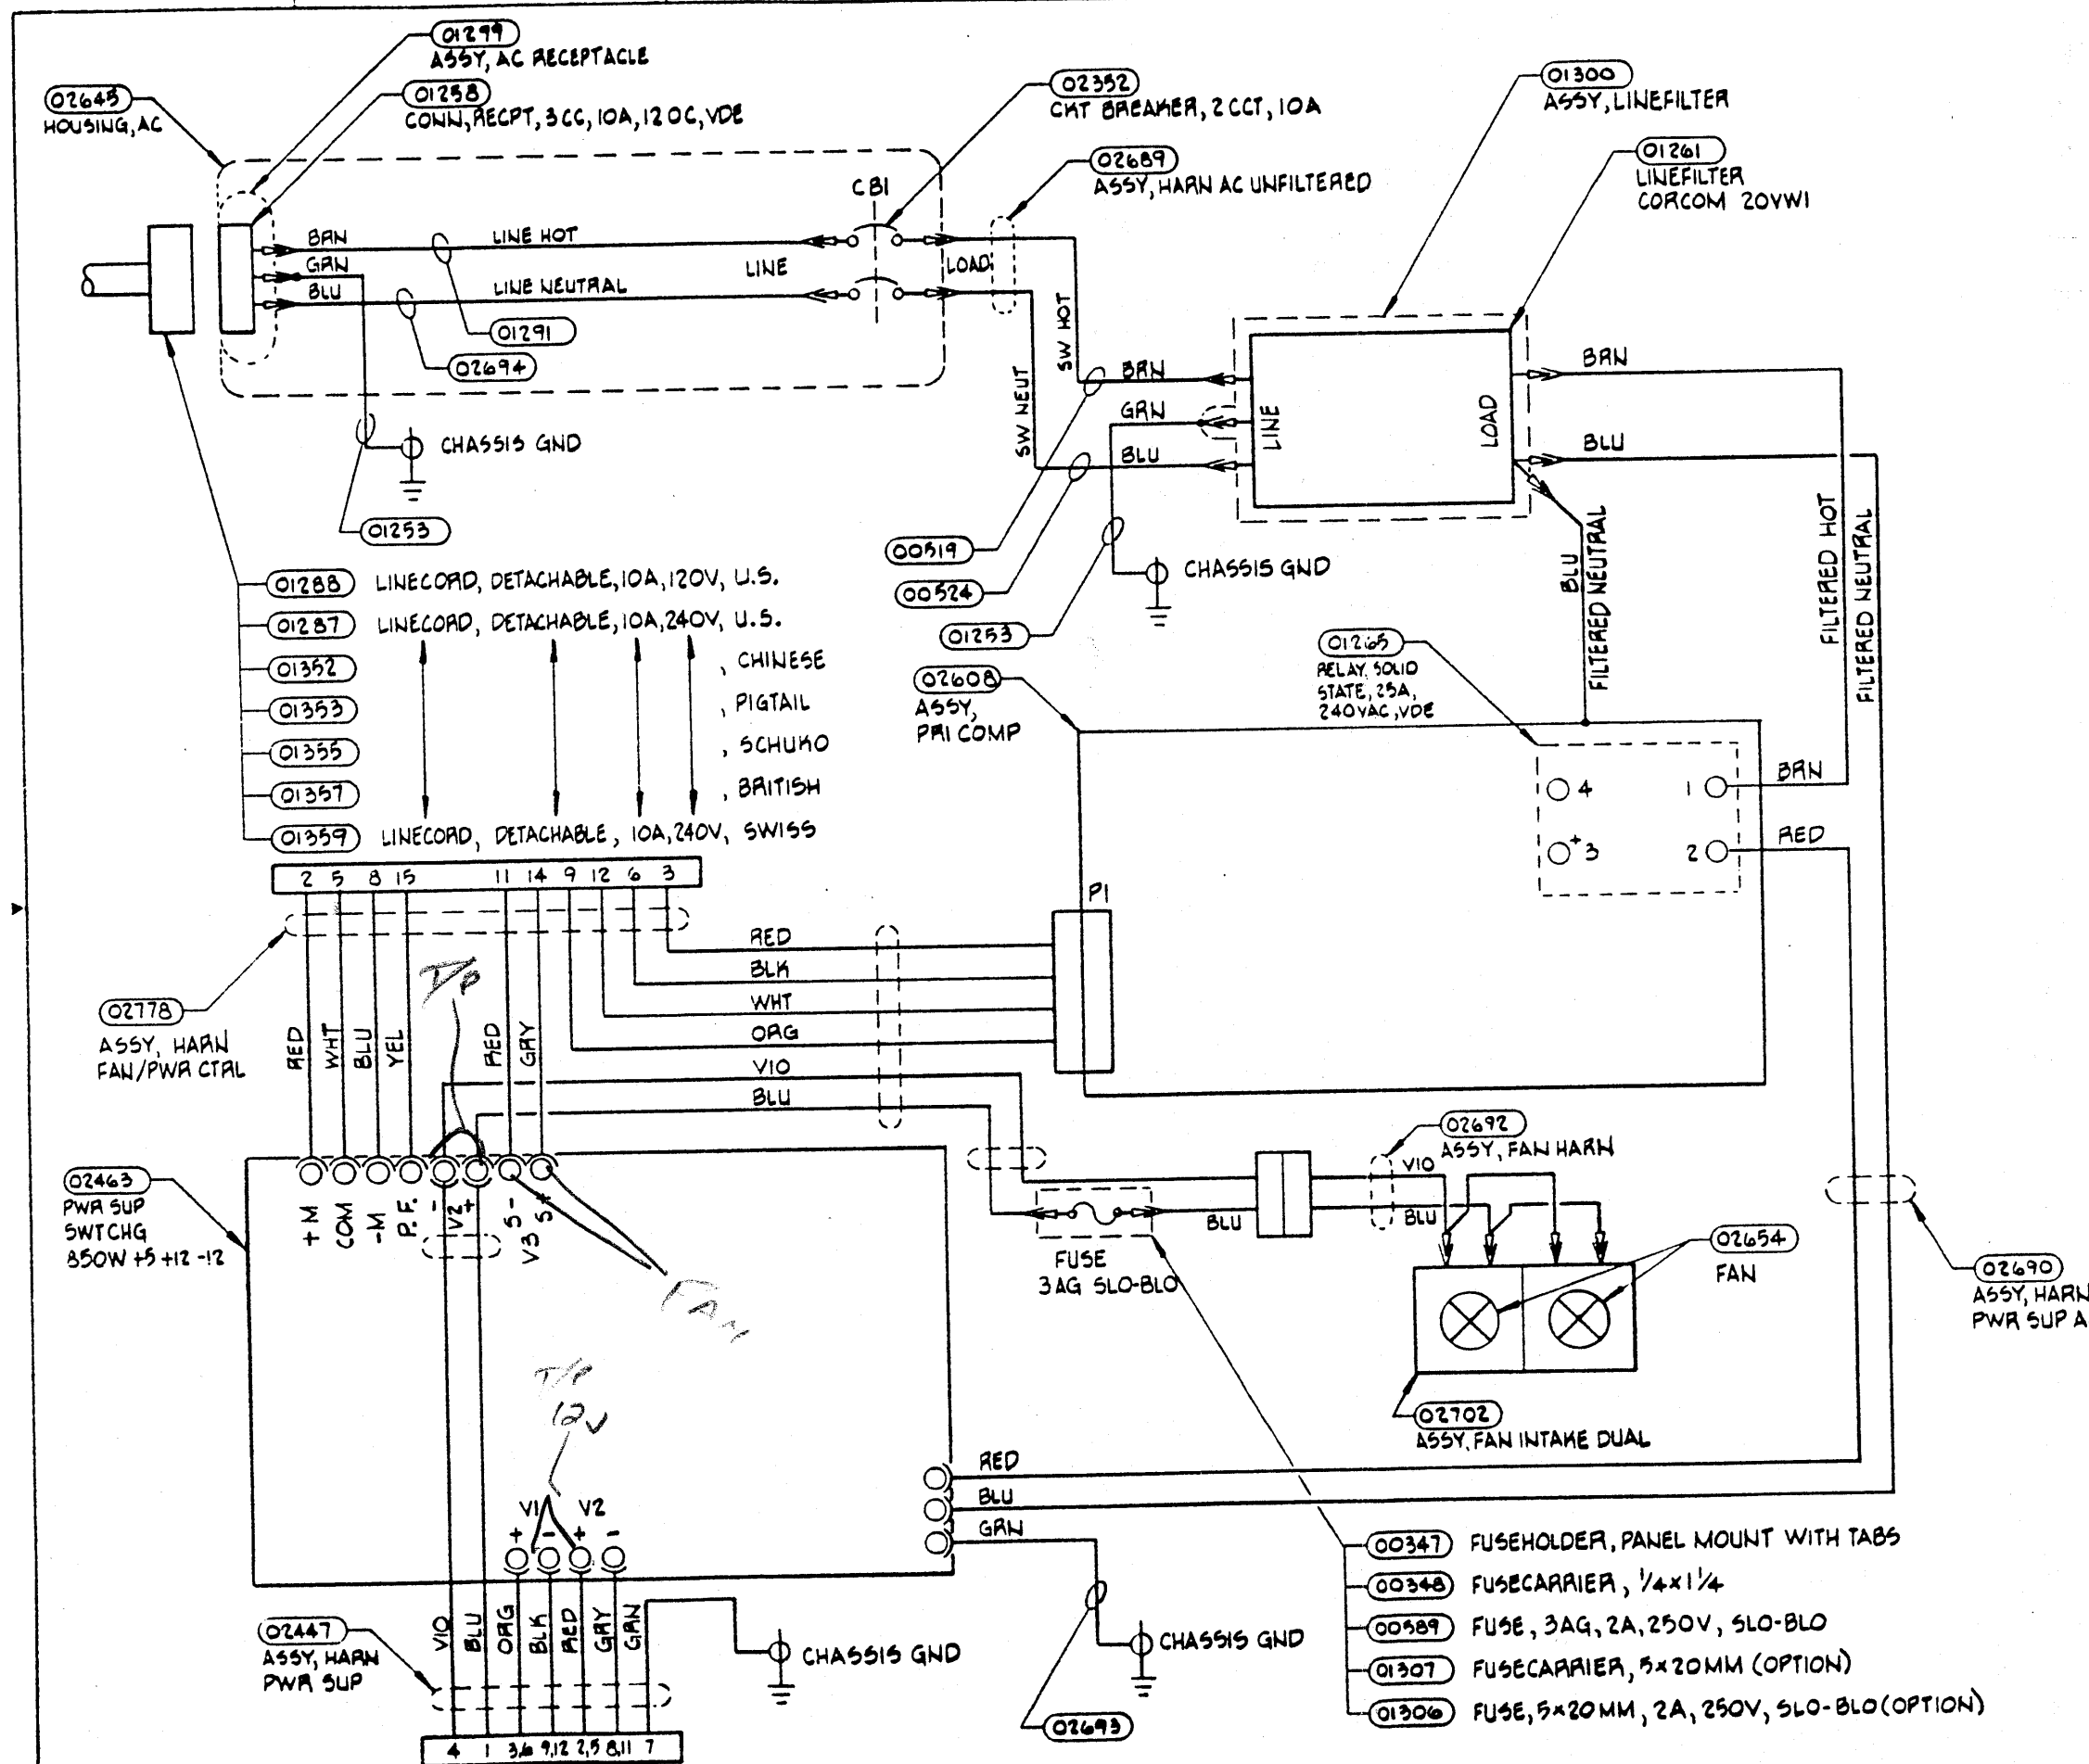 01299
ASSY, AC RECEPTACLE
02645
HOUSING, AC
01258
CONN, RECPT, 3CC, 10A, 120C, VDE
02352
CKT BREAKER, 2CCT, 10A
01300
ASSY, LINEFILTER
02689
ASSY, HARN AC UNFILTERED
01261
LINEFILTER
CORCOM 20VW1
CB1
BRN
LINE HOT
GRN
LINE
LOAD
BLU
LINE NEUTRAL
01291
02694
SW HOT
SW NEUT
BRN
GRN
BLU
LINE
LOAD
BRN
BLU
CHASSIS GND
01253
00519
00524
01253
CHASSIS GND
BLU
FILTERED NEUTRAL
FILTERED HOT
FILTERED NEUTRAL
01288 LINECORD, DETACHABLE, 10A, 120V, U.S.
01287 LINECORD, DETACHABLE, 10A, 240V, U.S.
01352 , CHINESE
01353 , PIGTAIL
01355 , SCHUKO
01357 , BRITISH
01359 LINECORD, DETACHABLE, 10A, 240V, SWISS
02608
ASSY,
PRI COMP
01265
RELAY, SOLID
STATE, 25A,
240VAC, VDE
4 1
+3 2
BRN
RED
2 5 8 15 11 14 9 12 6 3
P1
RED
BLK
WHT
ORG
VIO
BLU
02778
ASSY, HARN
FAN/PWR CTRL
RED
WHT
BLU
YEL
RED
GRY
T/P
02463
PWR SUP
SWTCHG
850W +5 +12 -12
+M
COM
-M
P.F.
- V2 +
V3 S-
S+
FAN
T/P
12V
FUSE
3AG SLO-BLO
BLU
02692
ASSY, FAN HARN
VIO
BLU
02654
FAN
02702
ASSY, FAN INTAKE DUAL
02690
ASSY, HARN
PWR SUP A
RED
BLU
GRN
V1 V2
+ - + -
02447
ASSY, HARN
PWR SUP
VIO
BLU
ORG
BLK
RED
GRY
GRN
CHASSIS GND
CHASSIS GND
02693
4 1 3,6 9,12 2,5 8,11 7
00347 FUSEHOLDER, PANEL MOUNT WITH TABS
00348 FUSECARRIER, 1/4x1 1/4
00589 FUSE, 3AG, 2A, 250V, SLO-BLO
01307 FUSECARRIER, 5x20MM (OPTION)
01306 FUSE, 5x20MM, 2A, 250V, SLO-BLO (OPTION)